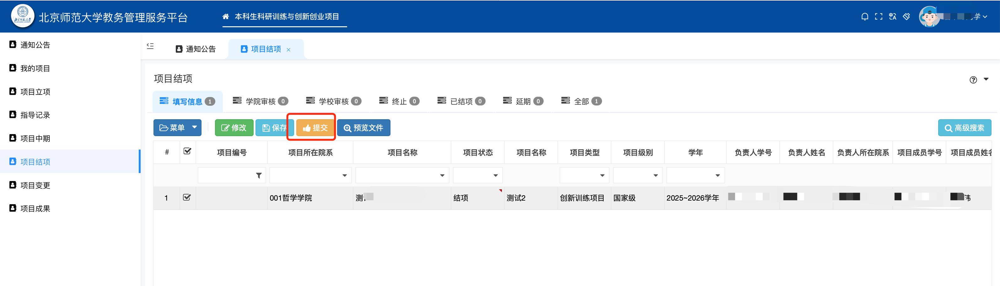 北京师范大学教务管理服务平台
本科生科研训练与创新创业项目
学
通知公告
我的项目
项目立项
指导记录
项目中期
项目结项
项目变更
项目成果
通知公告
项目结项 ×
项目结项
填写信息 1 学院审核 0 学校审核 0 终止 0 已结项 0 延期 0 全部 1
菜单 修改 保存 提交 预览文件 高级搜索
# 项目编号 项目所在院系 项目名称 项目状态 项目名称 项目类型 项目级别 学年 负责人学号 负责人姓名 负责人所在院系 项目成员学号 项目成员姓名
1 001哲学学院 测 结项 测试2 创新训练项目 国家级 2025~2026学年 伟